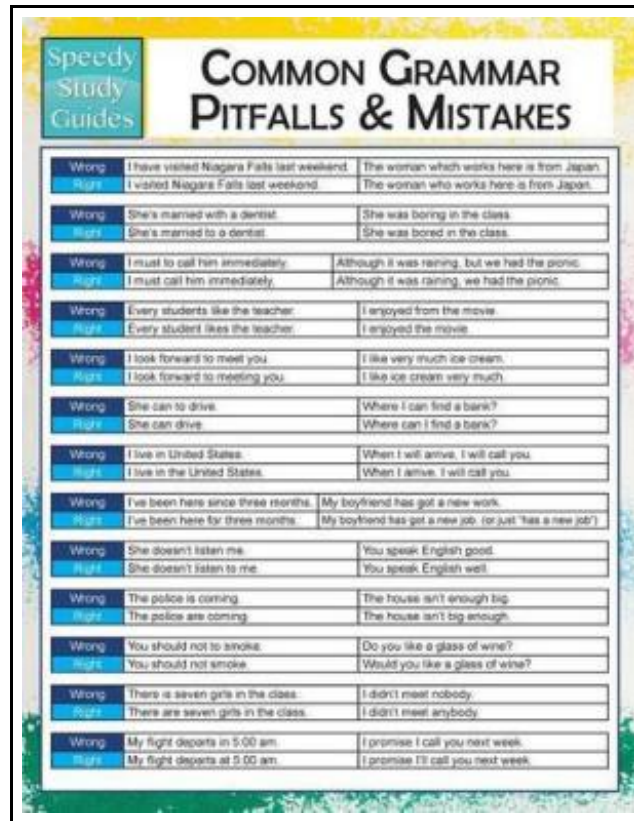 Speedy
Study
Guides
COMMON GRAMMAR
PITFALLS & MISTAKES
Wrong I have visited Niagara Falls last weekend. The woman which works here is from Japan.
Right I visited Niagara Falls last weekend. The woman who works here is from Japan.
Wrong She's married with a dentist. She was boring in the class.
Right She's married to a dentist. She was bored in the class.
Wrong I must to call him immediately. Although it was raining, but we had the picnic.
Right I must call him immediately. Although it was raining, we had the picnic.
Wrong Every students like the teacher. I enjoyed from the movie.
Right Every student likes the teacher. I enjoyed the movie.
Wrong I look forward to meet you. I like very much ice cream.
Right I look forward to meeting you. I like ice cream very much.
Wrong She can to drive. Where I can find a bank?
Right She can drive. Where can I find a bank?
Wrong I live in United States. When I will arrive, I will call you.
Right I live in the United States. When I arrive, I will call you.
Wrong I've been here since three months. My boyfriend has got a new work.
Right I've been here for three months. My boyfriend has got a new job. (or just "has a new job")
Wrong She doesn't listen me. You speak English good.
Right She doesn't listen to me. You speak English well.
Wrong The police is coming. The house isn't enough big.
Right The police are coming. The house isn't big enough.
Wrong You should not to smoke. Do you like a glass of wine?
Right You should not smoke. Would you like a glass of wine?
Wrong There is seven girls in the class. I didn't meet nobody.
Right There are seven girls in the class. I didn't meet anybody.
Wrong My flight departs in 5:00 am. I promise I call you next week.
Right My flight departs at 5:00 am. I promise I'll call you next week.